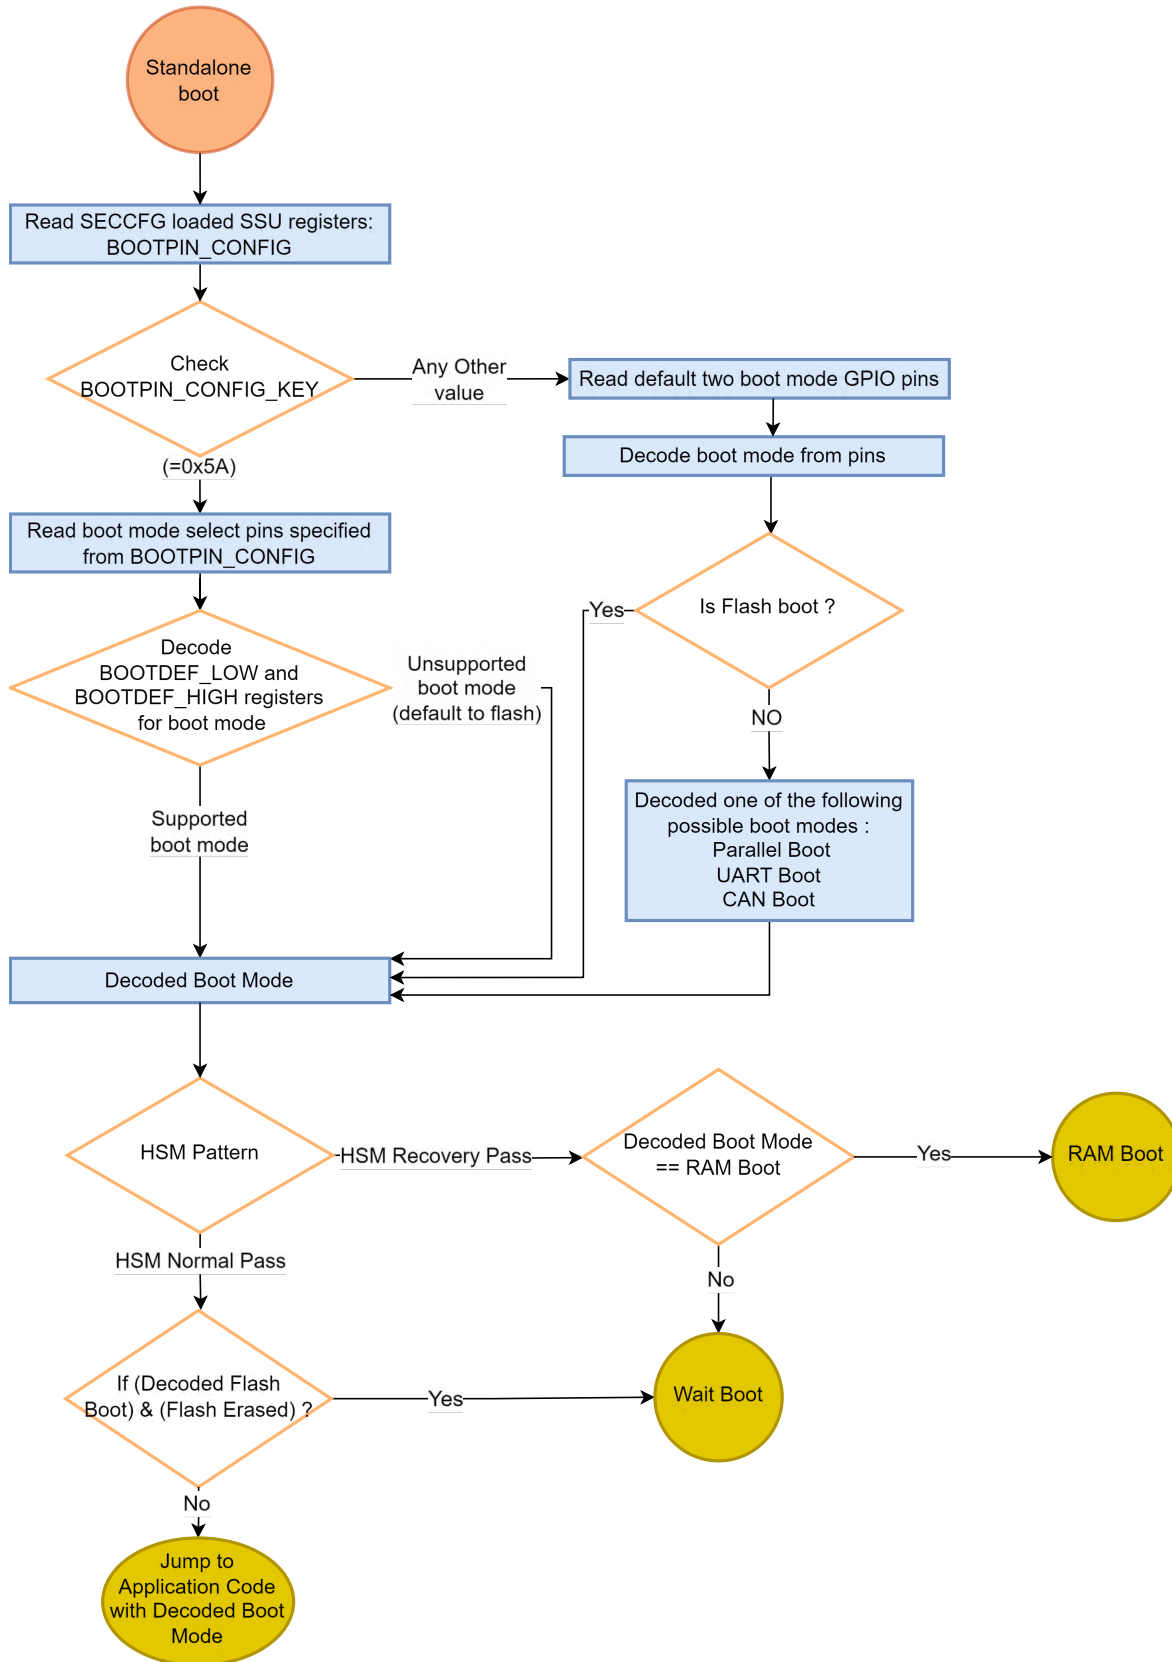 Standalone
boot
Read SECCFG loaded SSU registers:
BOOTPIN_CONFIG
Check
BOOTPIN_CONFIG_KEY
Any Other
value
Read default two boot mode GPIO pins
Decode boot mode from pins
(=0x5A)
Read boot mode select pins specified
from BOOTPIN_CONFIG
Is Flash boot ?
Yes
NO
Decode
BOOTDEF_LOW and
BOOTDEF_HIGH registers
for boot mode
Unsupported
boot mode
(default to flash)
Supported
boot mode
Decoded one of the following
possible boot modes :
Parallel Boot
UART Boot
CAN Boot
Decoded Boot Mode
HSM Pattern
HSM Recovery Pass
Decoded Boot Mode
== RAM Boot
Yes
RAM Boot
HSM Normal Pass
No
If (Decoded Flash
Boot) & (Flash Erased) ?
Yes
Wait Boot
No
Jump to
Application Code
with Decoded Boot
Mode